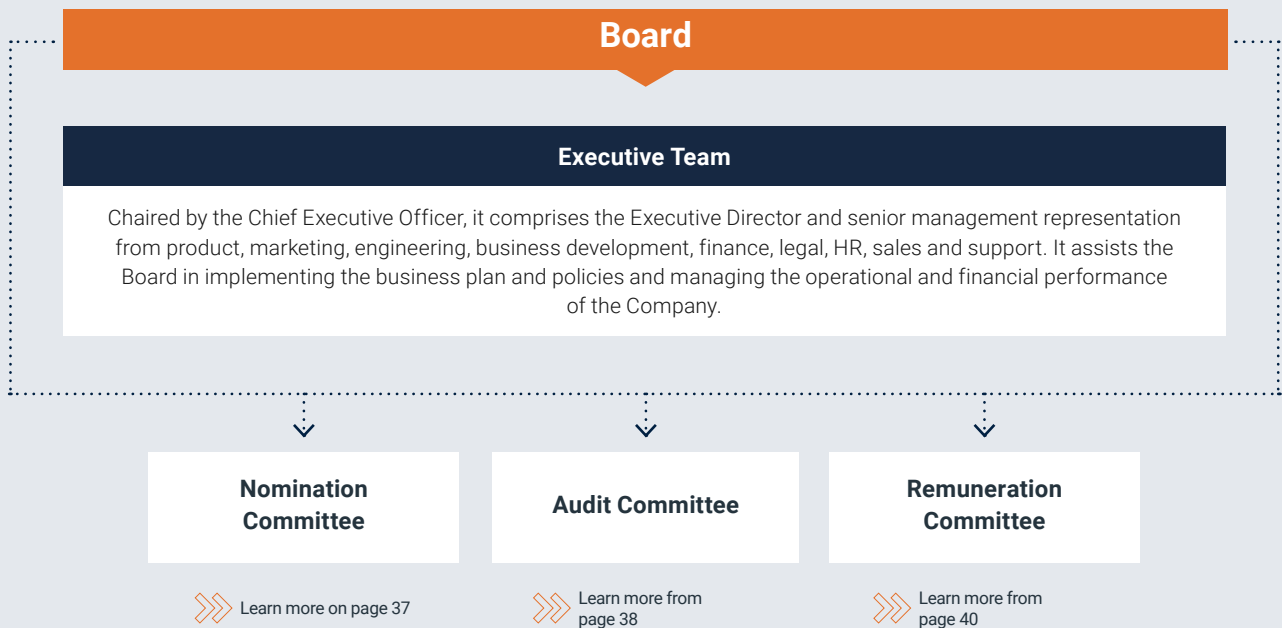 Board
Executive Team
Chaired by the Chief Executive Officer, it comprises the Executive Director and senior management representation
from product, marketing, engineering, business development, finance, legal, HR, sales and support. It assists the
Board in implementing the business plan and policies and managing the operational and financial performance
of the Company.
Nomination
Committee
Audit Committee
Remuneration
Committee
Learn more on page 37
Learn more from
page 38
Learn more from
page 40